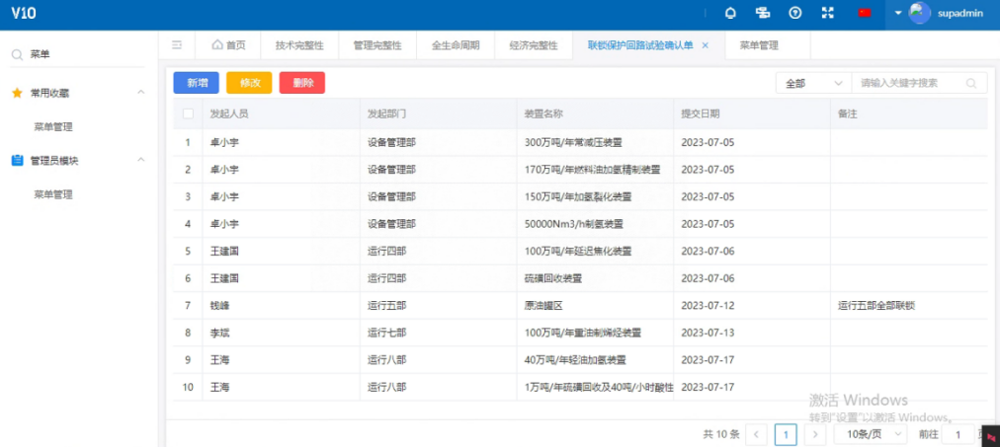 V10
supadmin
菜单
首页 技术完整性 管理完整性 全生命周期 经济完整性 联锁保护回路试验确认单 × 菜单管理
常用收藏
菜单管理
管理员模块
菜单管理
新增 修改 删除 全部 请输入关键字搜索
发起人员 发起部门 装置名称 提交日期 备注
1 卓小宇 设备管理部 300万吨/年常减压装置 2023-07-05
2 卓小宇 设备管理部 170万吨/年燃料油加氢精制装置 2023-07-05
3 卓小宇 设备管理部 150万吨/年加氢裂化装置 2023-07-05
4 卓小宇 设备管理部 50000Nm3/h制氢装置 2023-07-05
5 王建国 运行四部 100万吨/年延迟焦化装置 2023-07-06
6 王建国 运行四部 硫磺回收装置 2023-07-06
7 钱峰 运行五部 原油罐区 2023-07-12 运行五部全部联锁
8 李斌 运行七部 100万吨/年重油制烯烃装置 2023-07-13
9 王海 运行八部 40万吨/年轻油加氢装置 2023-07-17
10 王海 运行八部 1万吨/年硫磺回收及40吨/小时酸性 2023-07-17
激活 Windows
转到"设置"以激活 Windows。
共 10 条 < 1 > 10条/页 前往 1